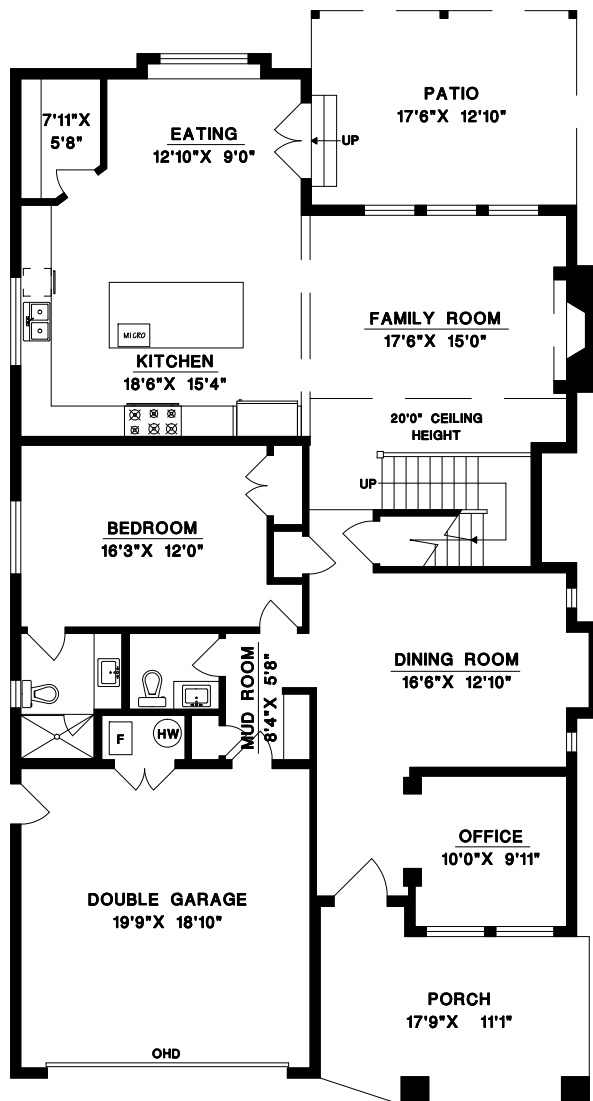 PATIO
17'6"X 12'10"
7'11"X
5'8"
EATING
12'10"X 9'0"
UP
FAMILY ROOM
17'6"X 15'0"
MICRO
KITCHEN
18'6"X 15'4"
20'0" CEILING
HEIGHT
UP
BEDROOM
16'3"X 12'0"
MUD ROOM
8'4"X 5'8"
DINING ROOM
16'6"X 12'10"
F
HW
OFFICE
10'0"X 9'11"
DOUBLE GARAGE
19'9"X 18'10"
PORCH
17'9"X 11'1"
OHD